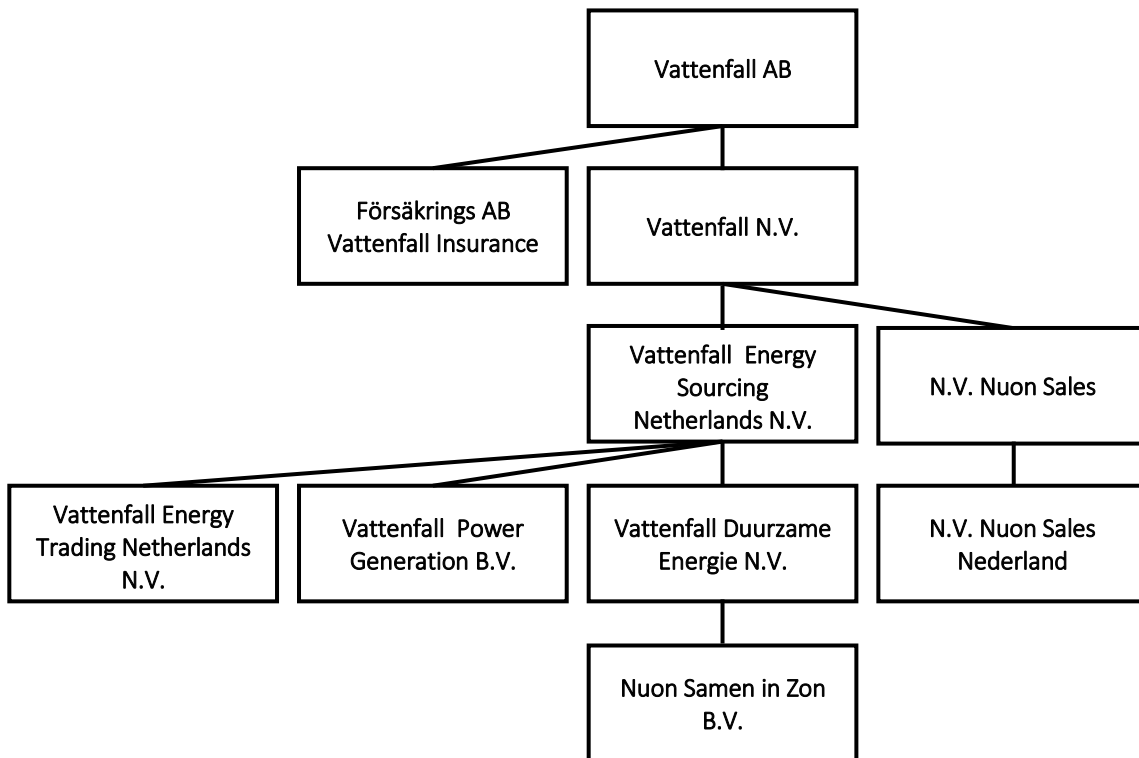 Vattenfall AB
Försäkrings AB
Vattenfall Insurance
Vattenfall N.V.
Vattenfall Energy
Sourcing
Netherlands N.V.
N.V. Nuon Sales
Vattenfall Energy
Trading Netherlands
N.V.
Vattenfall Power
Generation B.V.
Vattenfall Duurzame
Energie N.V.
N.V. Nuon Sales
Nederland
Nuon Samen in Zon
B.V.